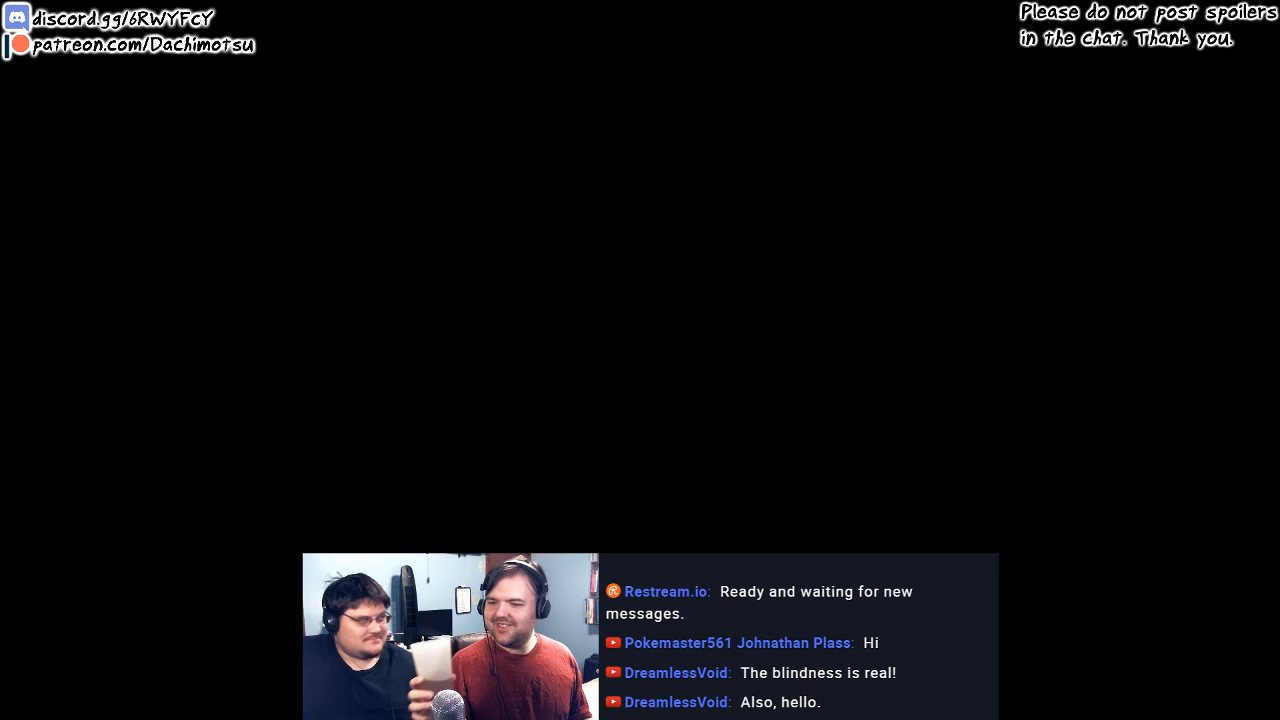 discord.gg/6RWYFcY
patreon.com/Dachimotsu
Please do not post spoilers
in the chat. Thank you.
Restream.io: Ready and waiting for new
messages.
Pokemaster561 Johnathan Plass: Hi
DreamlessVoid: The blindness is real!
DreamlessVoid: Also, hello.